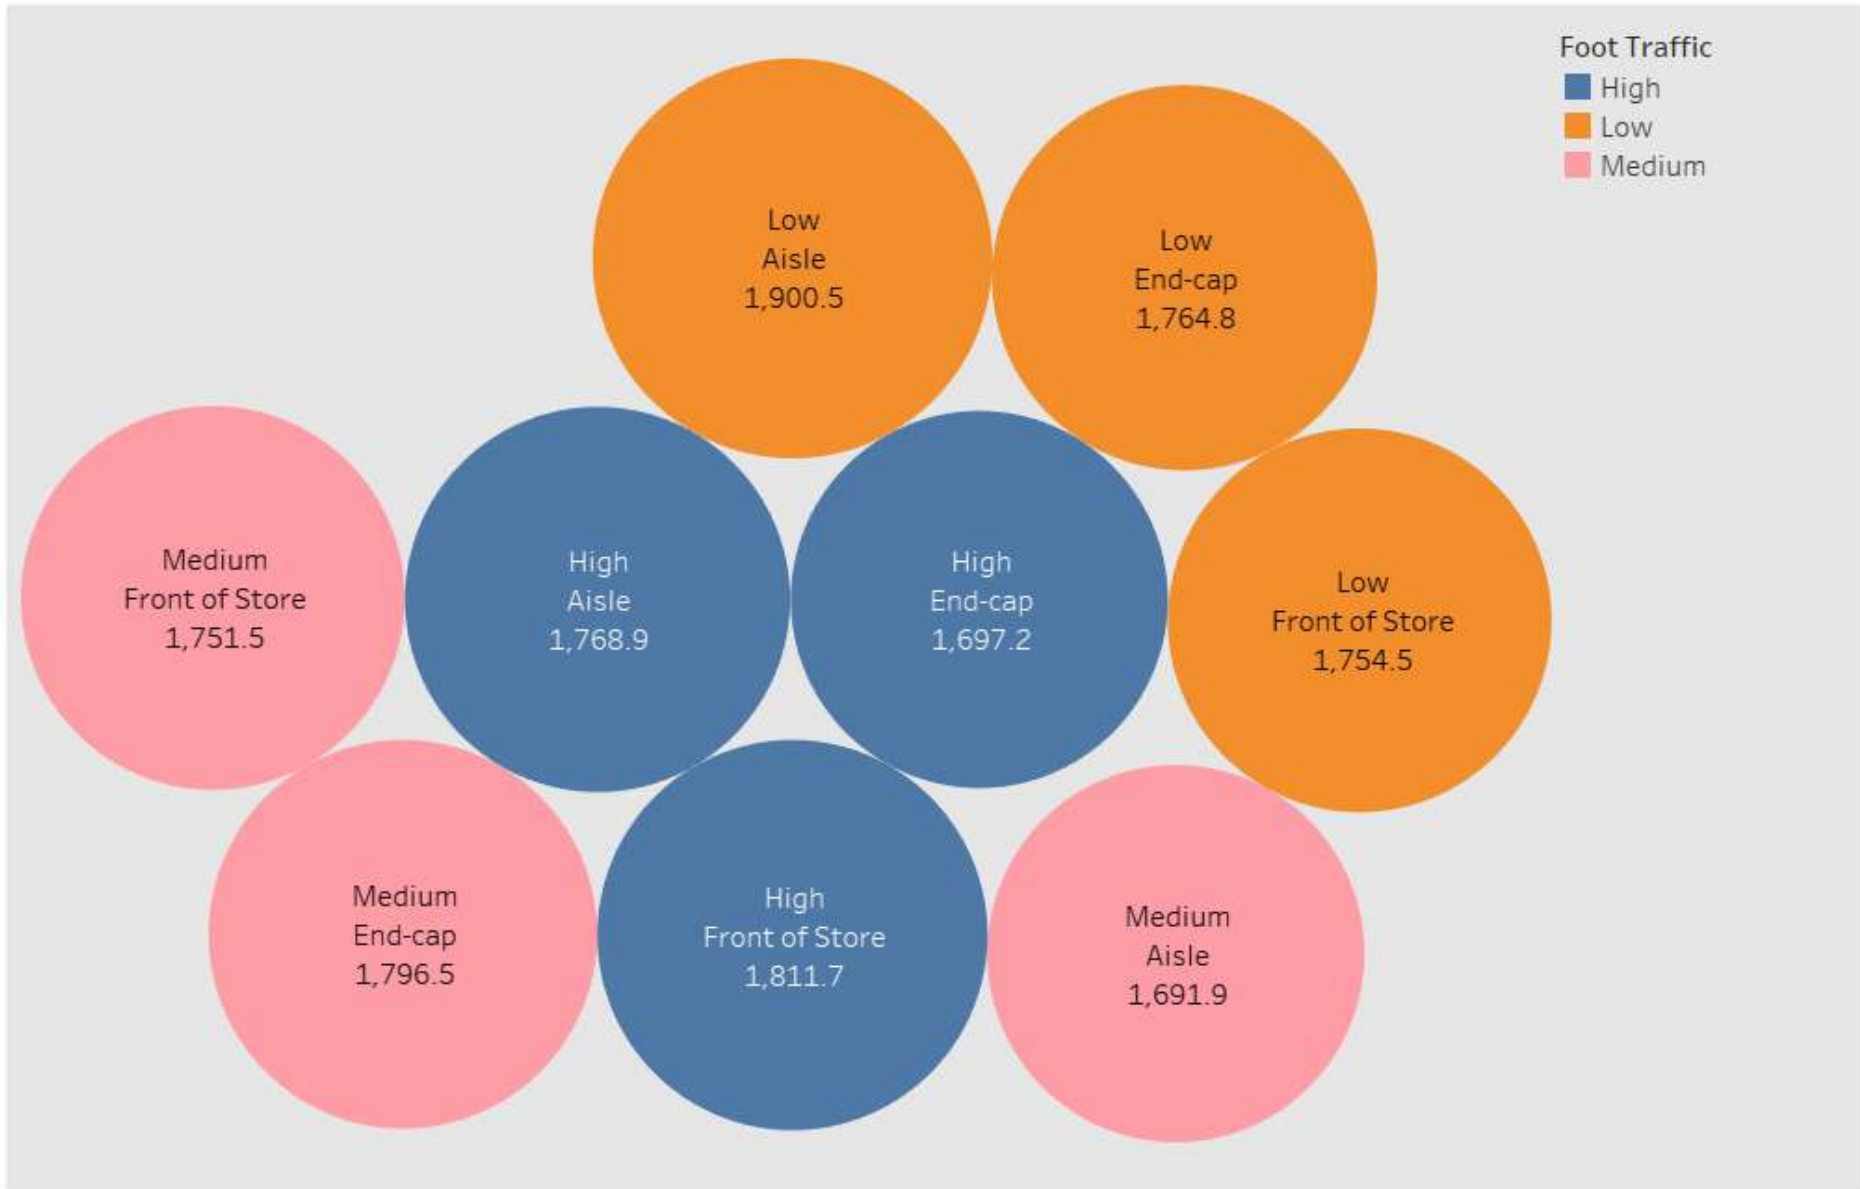 Foot Traffic
High
Low
Medium
Low
Aisle
1,900.5
Low
End-cap
1,764.8
Medium
Front of Store
1,751.5
High
Aisle
1,768.9
High
End-cap
1,697.2
Low
Front of Store
1,754.5
Medium
End-cap
1,796.5
High
Front of Store
1,811.7
Medium
Aisle
1,691.9